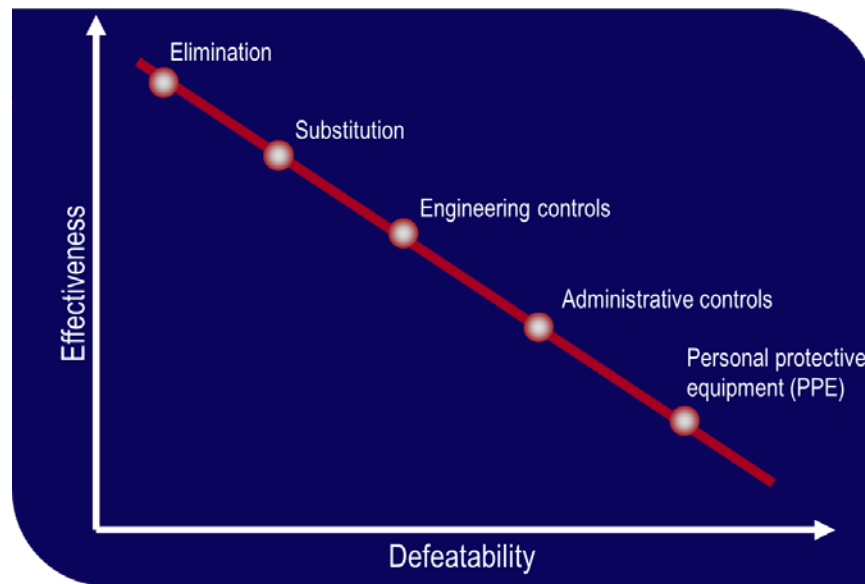 Elimination
Substitution
Engineering controls
Administrative controls
Personal protective
equipment (PPE)
Effectiveness
Defeatability